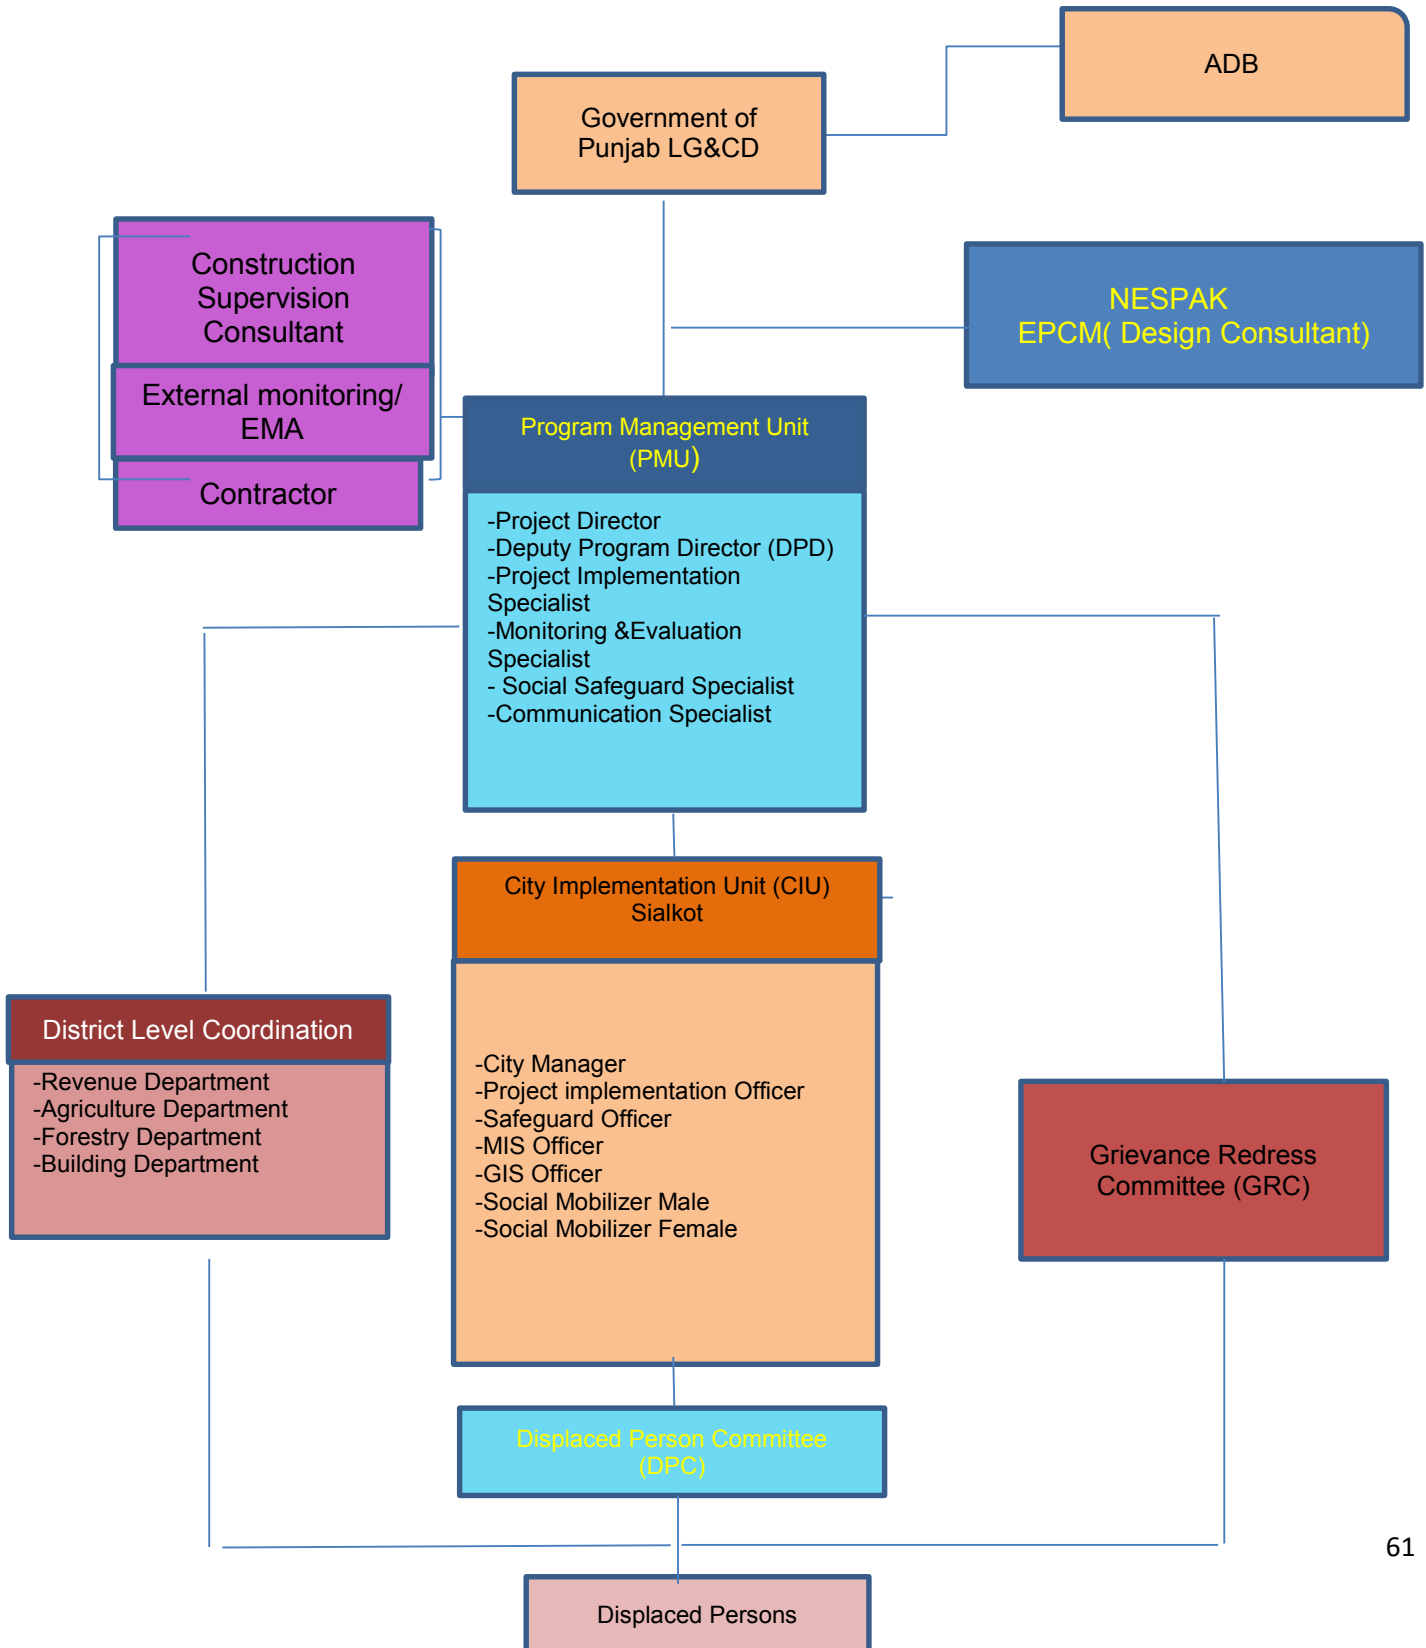 ADB
Government of
Punjab LG&CD
Construction
Supervision
Consultant
NESPAK
EPCM( Design Consultant)
External monitoring/
EMA
Contractor
Program Management Unit
(PMU)
-Project Director
-Deputy Program Director (DPD)
-Project Implementation
Specialist
-Monitoring &Evaluation
Specialist
- Social Safeguard Specialist
-Communication Specialist
City Implementation Unit (CIU)
Sialkot
-City Manager
-Project implementation Officer
-Safeguard Officer
-MIS Officer
-GIS Officer
-Social Mobilizer Male
-Social Mobilizer Female
District Level Coordination
-Revenue Department
-Agriculture Department
-Forestry Department
-Building Department
Grievance Redress
Committee (GRC)
Displaced Person Committee
(DPC)
61
Displaced Persons